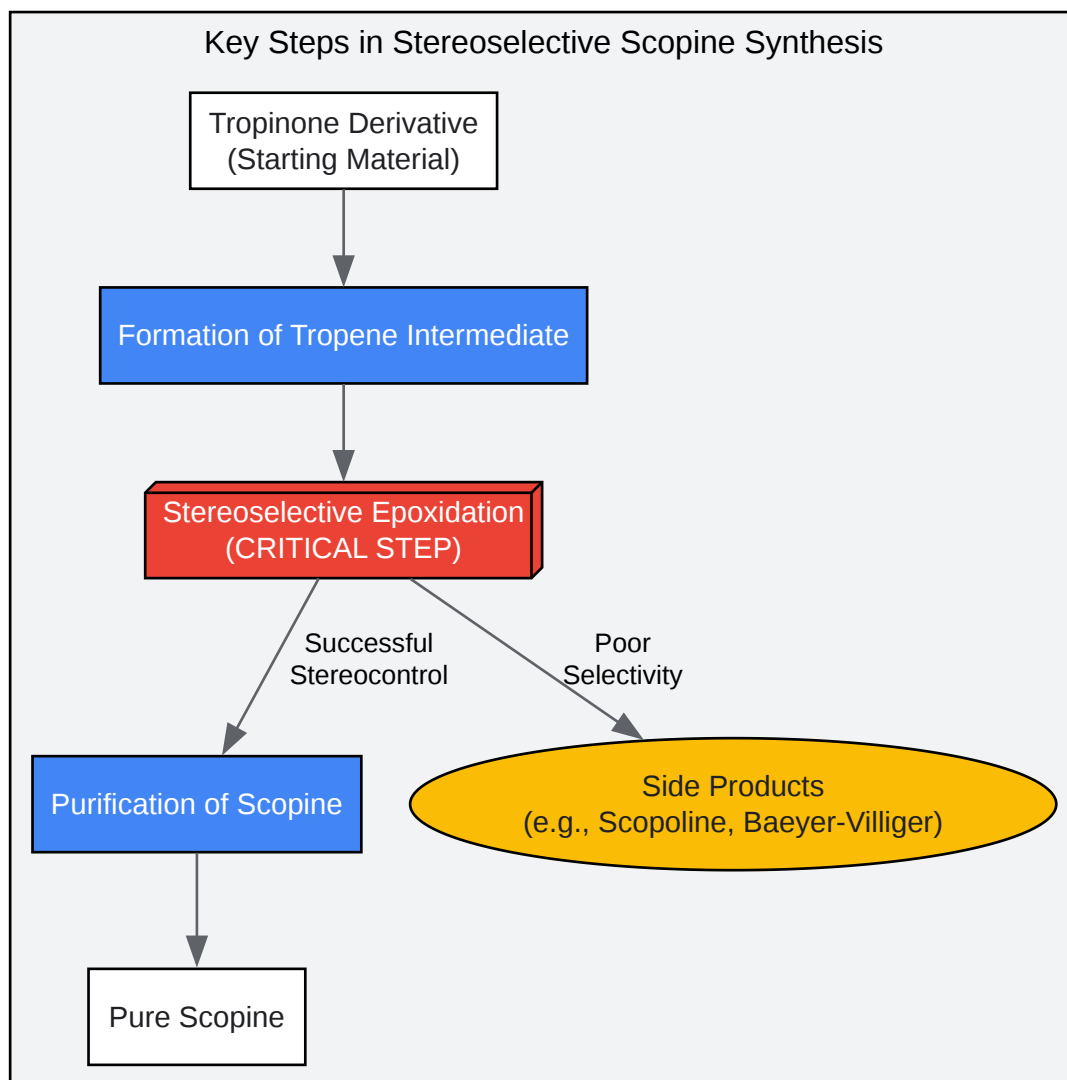 Key Steps in Stereoselective Scopine Synthesis
Tropinone Derivative
(Starting Material)
Formation of Tropene Intermediate
Stereoselective Epoxidation
(CRITICAL STEP)
Successful
Stereocontrol
Poor
Selectivity
Purification of Scopine
Side Products
(e.g., Scopoline, Baeyer-Villiger)
Pure Scopine